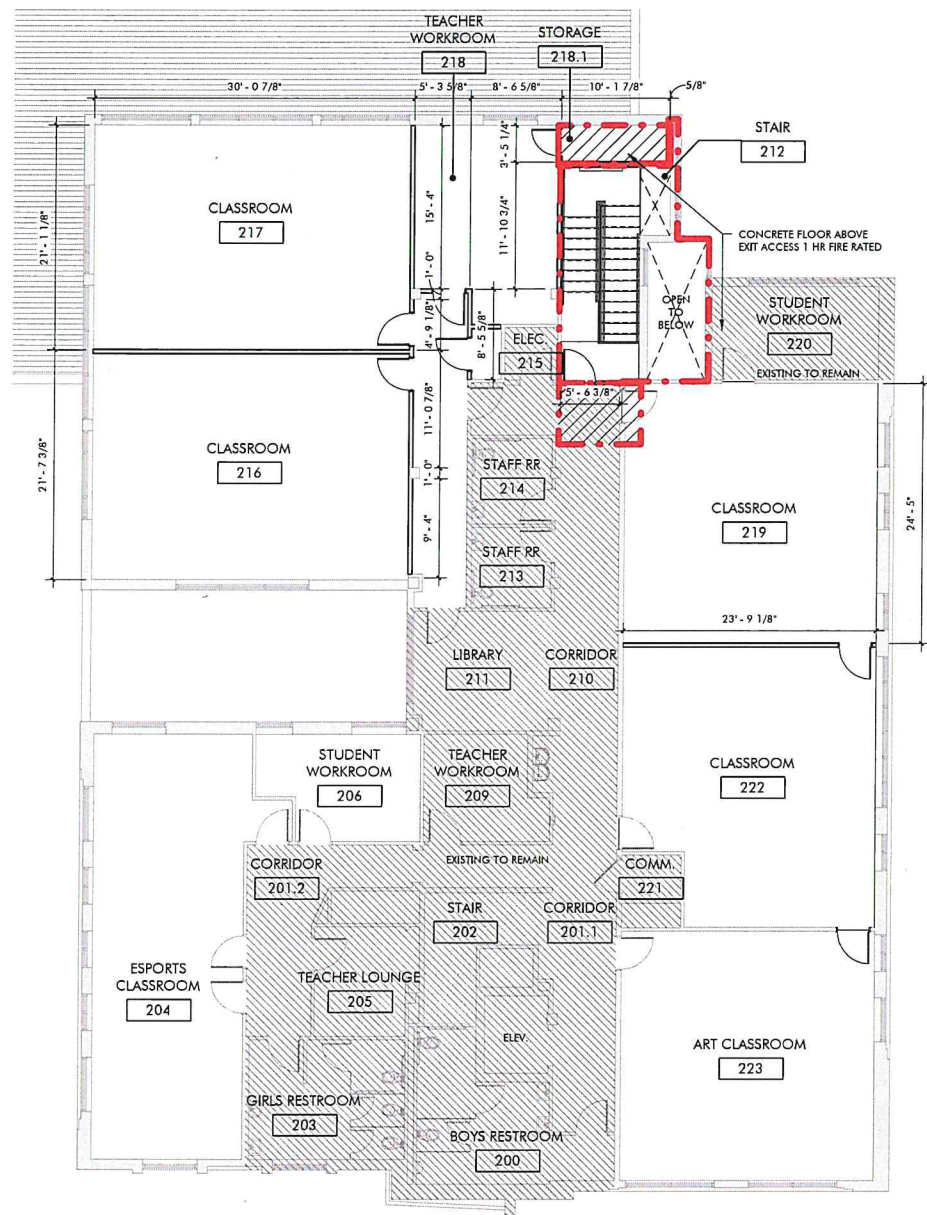 TEACHER
WORKROOM
218
STORAGE
218.1
30' - 0 7/8"
5' - 3 5/8"
8' - 6 5/8"
10' - 1 7/8"
5/8"
STAIR
212
3' - 5 1/4"
CLASSROOM
217
21' - 1 1/8"
15' - 4"
11' - 10 3/4"
CONCRETE FLOOR ABOVE
EXIT ACCESS 1 HR FIRE RATED
1' - 0"
OPEN
TO
BELOW
STUDENT
WORKROOM
220
EXISTING TO REMAIN
4' - 9 1/8"
8' - 5 5/8"
ELEC.
215
5' - 6 3/8"
11' - 0 7/8"
CLASSROOM
216
21' - 7 3/8"
1' - 0"
9' - 4"
STAFF RR
214
STAFF RR
213
CLASSROOM
219
24' - 5"
23' - 9 1/8"
LIBRARY
211
CORRIDOR
210
STUDENT
WORKROOM
206
TEACHER
WORKROOM
209
EXISTING TO REMAIN
CLASSROOM
222
CORRIDOR
201.2
COMM.
221
STAIR
202
CORRIDOR
201.1
ESPORTS
CLASSROOM
204
TEACHER LOUNGE
205
ELEV.
ART CLASSROOM
223
GIRLS RESTROOM
203
BOYS RESTROOM
200